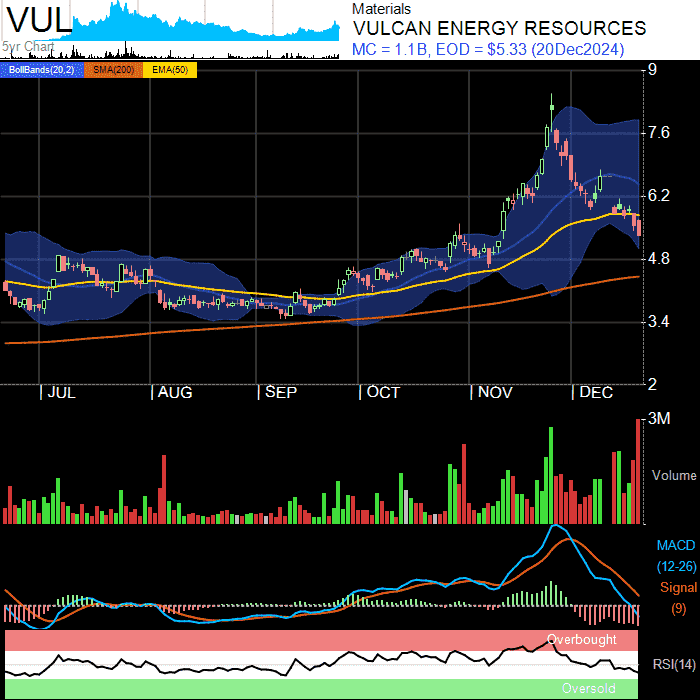 VUL
Materials
VULCAN ENERGY RESOURCES
5yr Chart
MC = 1.1B, EOD = $5.33 (20Dec2024)
BollBands(20,2) SMA(200) EMA(50)
9
7.6
6.2
4.8
3.4
2
| JUL | AUG | SEP | OCT | NOV | DEC
3M
Volume
MACD
(12-26)
Signal
(9)
Overbought
RSI(14)
Oversold